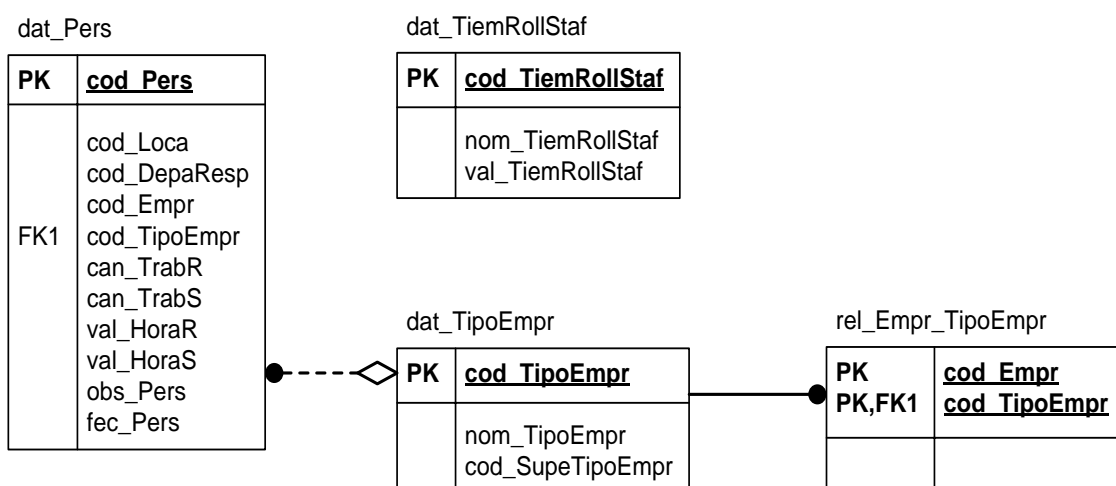 dat_Pers
PK cod_Pers
cod_Loca
cod_DepaResp
cod_Empr
FK1 cod_TipoEmpr
can_TrabR
can_TrabS
val_HoraR
val_HoraS
obs_Pers
fec_Pers
dat_TiemRollStaf
PK cod_TiemRollStaf
nom_TiemRollStaf
val_TiemRollStaf
dat_TipoEmpr
PK cod_TipoEmpr
nom_TipoEmpr
cod_SupeTipoEmpr
rel_Empr_TipoEmpr
PK cod_Empr
PK,FK1 cod_TipoEmpr